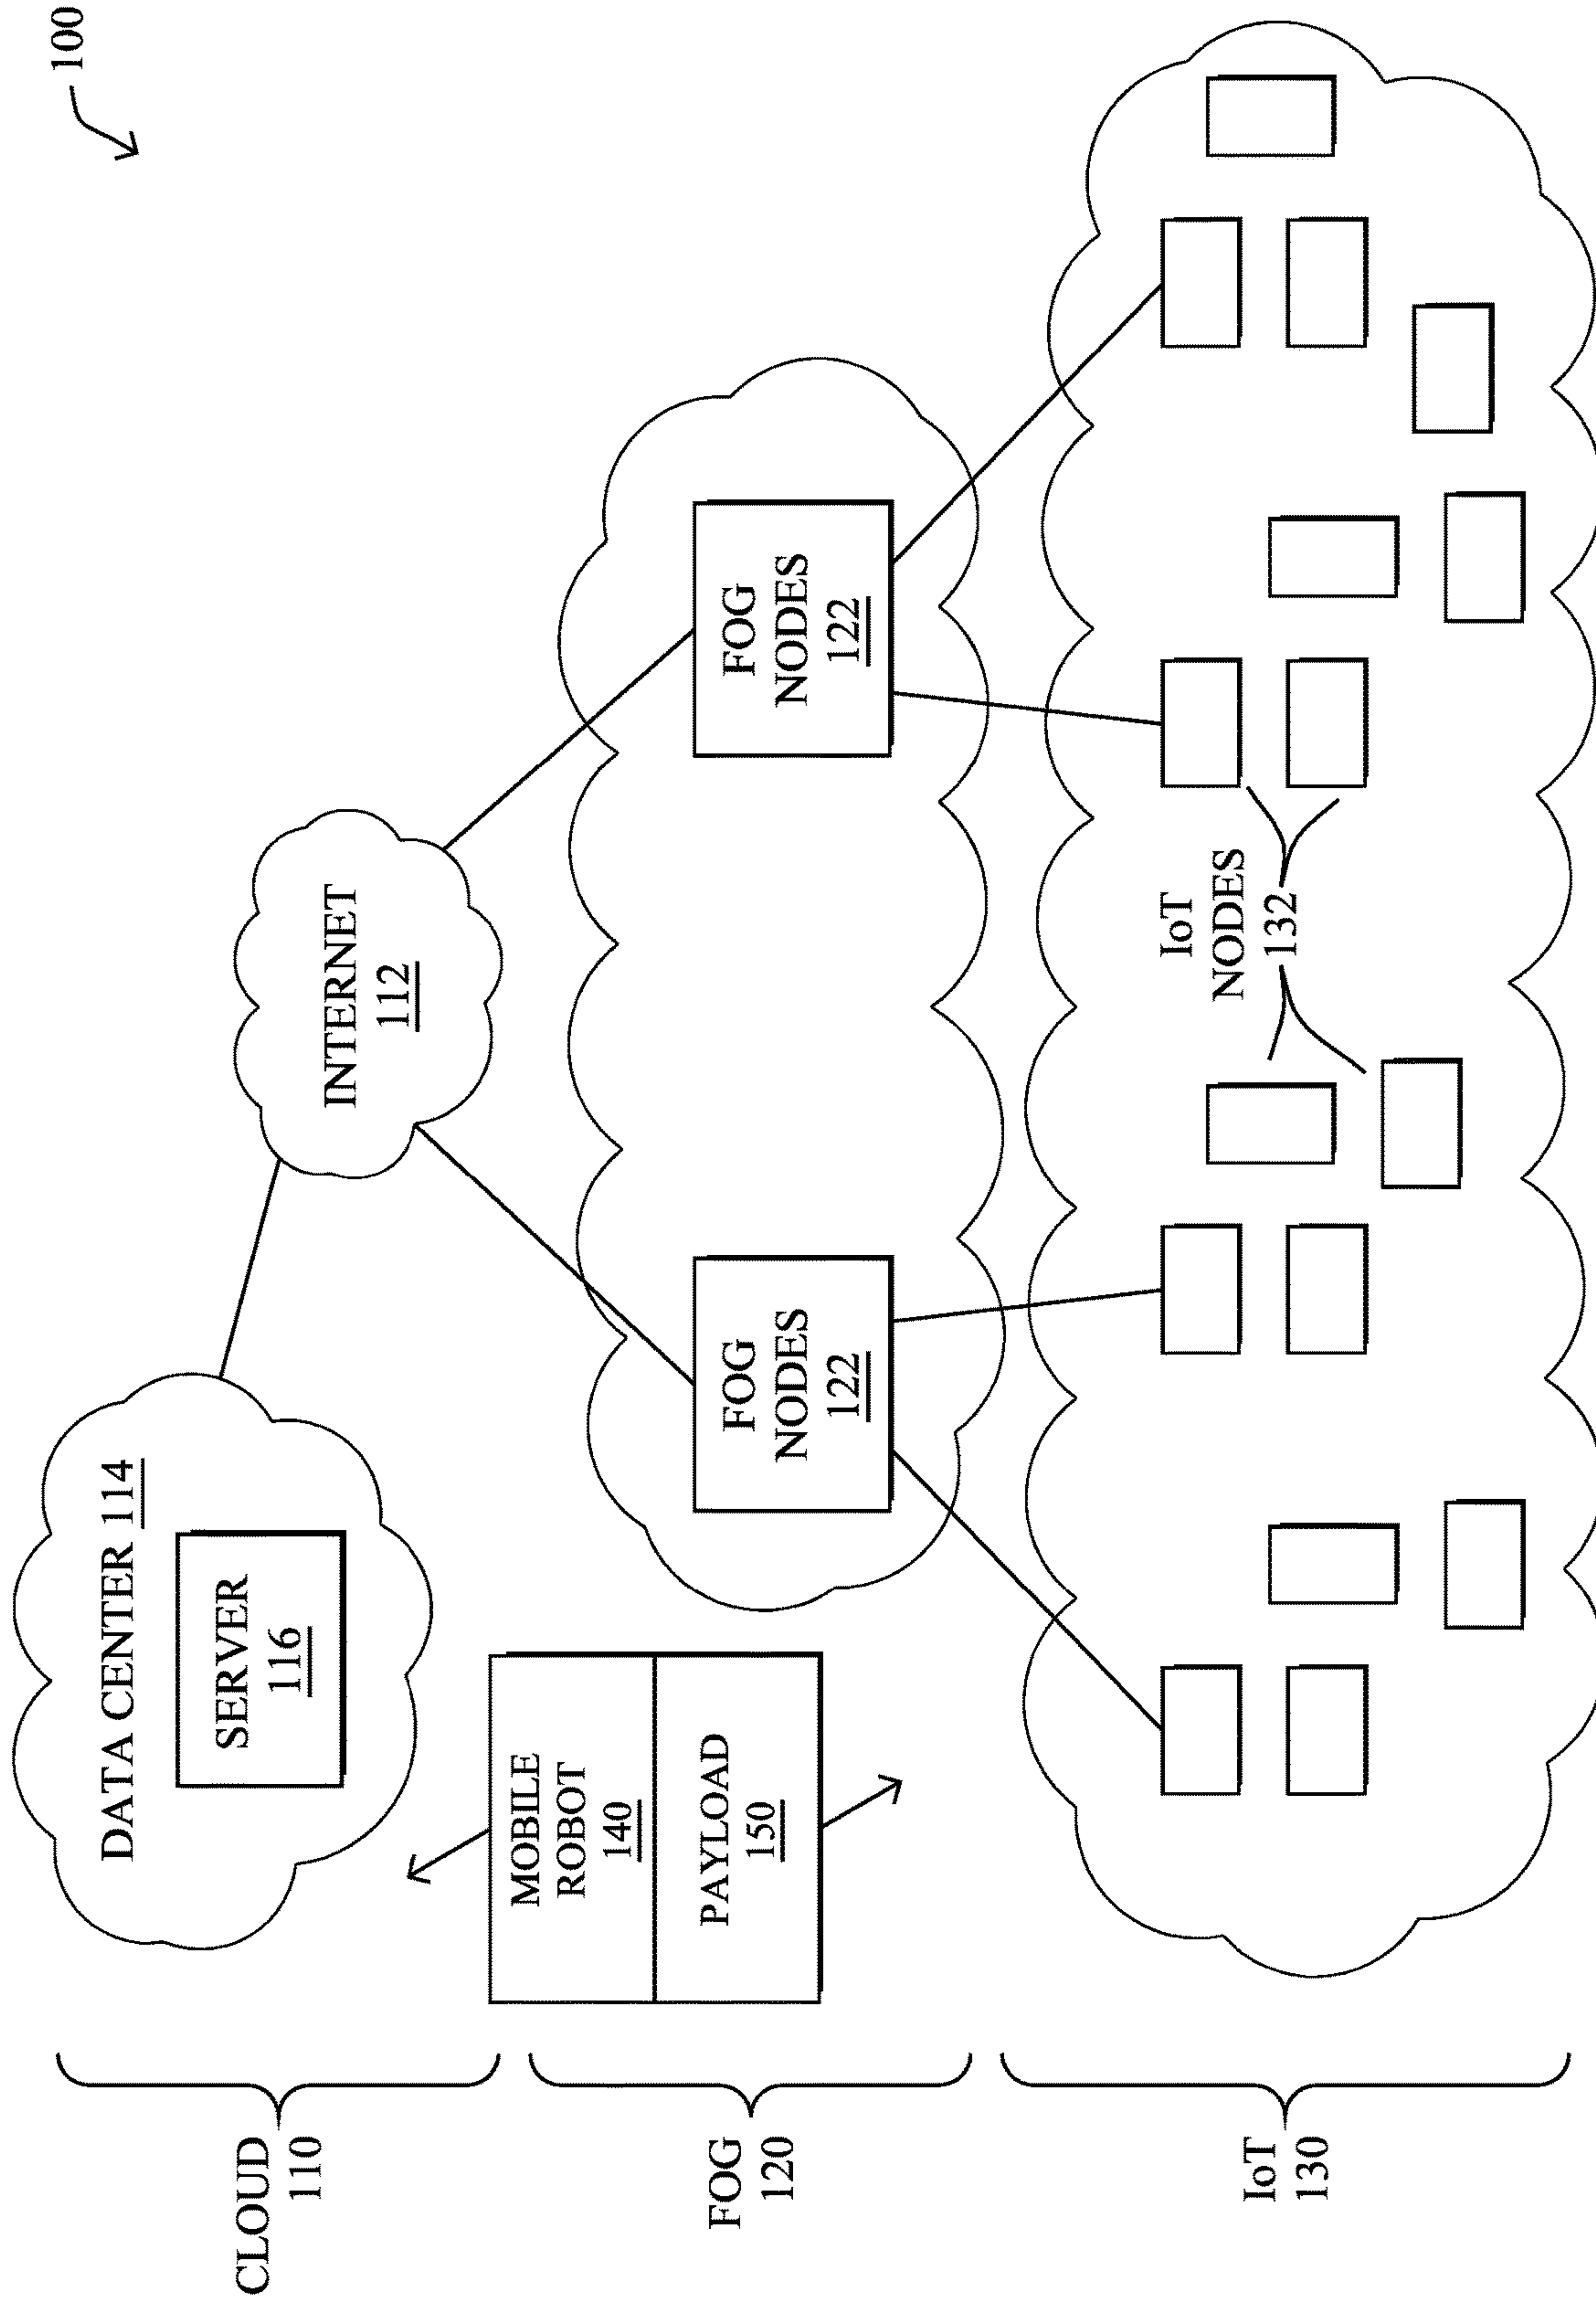 100
CLOUD
110
DATA CENTER 114
SERVER
116
INTERNET
112
FOG
120
MOBILE
ROBOT
140
PAYLOAD
150
FOG
NODES
122
FOG
NODES
122
IoT
130
IoT
NODES
132